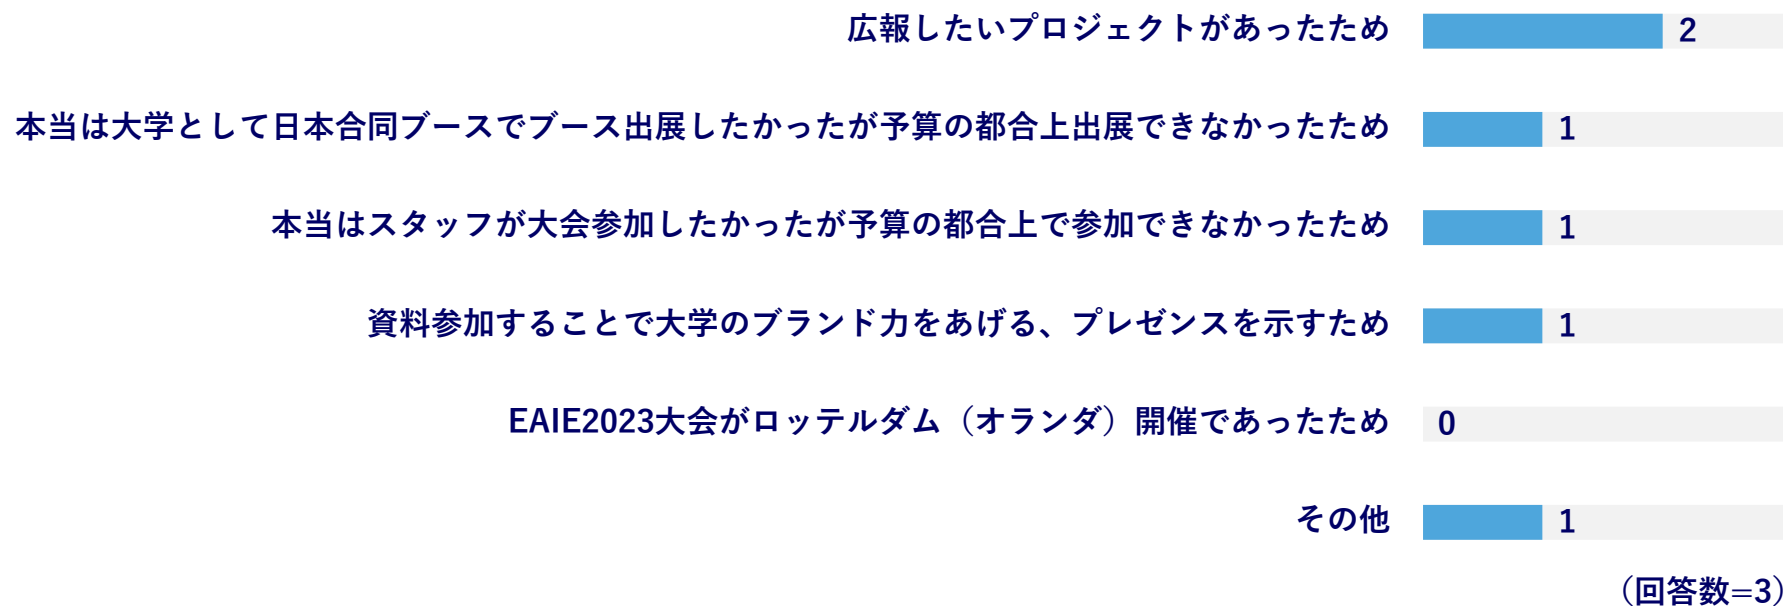 広報したいプロジェクトがあったため 2
本当は大学として日本合同ブースでブース出展したかったが予算の都合上出展できなかったため 1
本当はスタッフが大会参加したかったが予算の都合上で参加できなかったため 1
資料参加することで大学のブランド力をあげる、プレゼンスを示すため 1
EAIE2023大会がロッテルダム（オランダ）開催であったため 0
その他 1
（回答数=3）